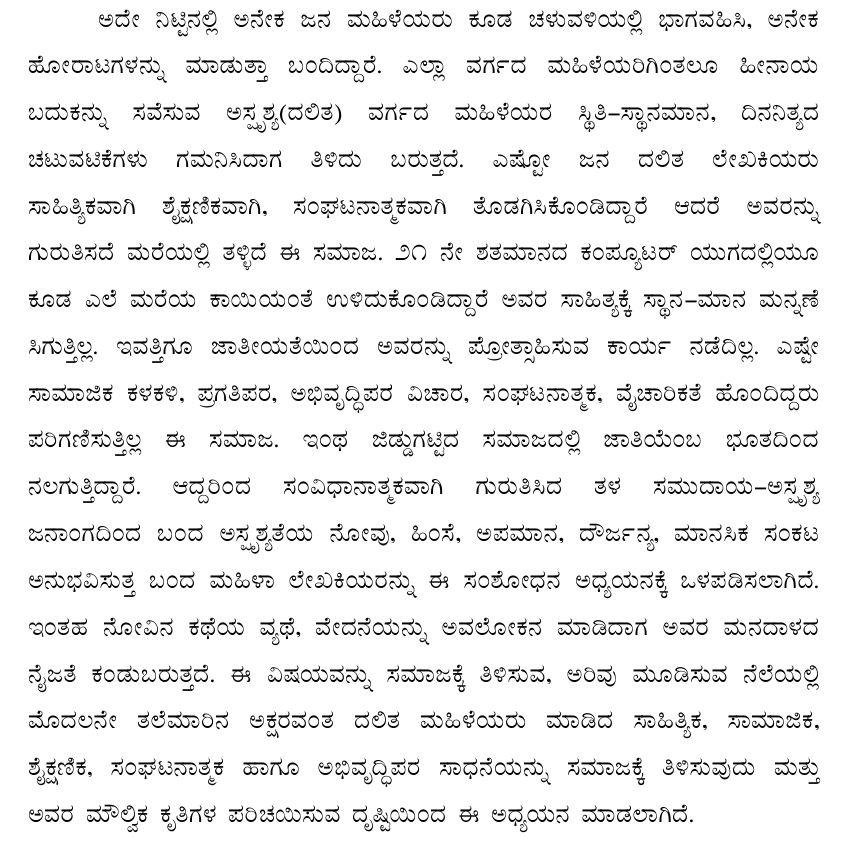 ಅದೇ ನಿಟ್ಟಿನಲ್ಲಿ ಅನೇಕ ಜನ ಮಹಿಳೆಯರು ಕೂಡ ಚಳುವಳಿಯಲ್ಲಿ ಭಾಗವಹಿಸಿ, ಅನೇಕ
ಹೋರಾಟಗಳನ್ನು ಮಾಡುತ್ತಾ ಬಂದಿದ್ದಾರೆ. ಎಲ್ಲಾ ವರ್ಗದ ಮಹಿಳೆಯರಿಗಿಂತಲೂ ಹೀನಾಯ
ಬದುಕನ್ನು ಸವೆಸುವ ಅಸ್ಪೃಶ್ಯ(ದಲಿತ) ವರ್ಗದ ಮಹಿಳೆಯರ ಸ್ಥಿತಿ–ಸ್ಥಾನಮಾನ, ದಿನನಿತ್ಯದ
ಚಟುವಟಿಕೆಗಳು ಗಮನಿಸಿದಾಗ ತಿಳಿದು ಬರುತ್ತದೆ. ಎಷ್ಟೋ ಜನ ದಲಿತ ಲೇಖಕಿಯರು
ಸಾಹಿತ್ಯಿಕವಾಗಿ ಶೈಕ್ಷಣಿಕವಾಗಿ, ಸಂಘಟನಾತ್ಮಕವಾಗಿ ತೊಡಗಿಸಿಕೊಂಡಿದ್ದಾರೆ ಆದರೆ ಅವರನ್ನು
ಗುರುತಿಸದೆ ಮರೆಯಲ್ಲಿ ತಳ್ಳಿದೆ ಈ ಸಮಾಜ. ೨೧ ನೇ ಶತಮಾನದ ಕಂಪ್ಯೂಟರ್ ಯುಗದಲ್ಲಿಯೂ
ಕೂಡ ಎಲೆ ಮರೆಯ ಕಾಯಿಯಂತೆ ಉಳಿದುಕೊಂಡಿದ್ದಾರೆ ಅವರ ಸಾಹಿತ್ಯಕ್ಕೆ ಸ್ಥಾನ–ಮಾನ ಮನ್ನಣೆ
ಸಿಗುತ್ತಿಲ್ಲ. ಇವತ್ತಿಗೂ ಜಾತೀಯತೆಯಿಂದ ಅವರನ್ನು ಪ್ರೋತ್ಸಾಹಿಸುವ ಕಾರ್ಯ ನಡೆದಿಲ್ಲ. ಎಷ್ಟೇ
ಸಾಮಾಜಿಕ ಕಳಕಳಿ, ಪ್ರಗತಿಪರ, ಅಭಿವೃದ್ಧಿಪರ ವಿಚಾರ, ಸಂಘಟನಾತ್ಮಕ, ವೈಚಾರಿಕತೆ ಹೊಂದಿದ್ದರು
ಪರಿಗಣಿಸುತ್ತಿಲ್ಲ ಈ ಸಮಾಜ. ಇಂಥ ಜಿಡ್ಡುಗಟ್ಟಿದ ಸಮಾಜದಲ್ಲಿ ಜಾತಿಯೆಂಬ ಭೂತದಿಂದ
ನಲಗುತ್ತಿದ್ದಾರೆ. ಆದ್ದರಿಂದ ಸಂವಿಧಾನಾತ್ಮಕವಾಗಿ ಗುರುತಿಸಿದ ತಳ ಸಮುದಾಯ–ಅಸ್ಪೃಶ್ಯ
ಜನಾಂಗದಿಂದ ಬಂದ ಅಸ್ಪೃಶ್ಯತೆಯ ನೋವು, ಹಿಂಸೆ, ಅಪಮಾನ, ದೌರ್ಜನ್ಯ, ಮಾನಸಿಕ ಸಂಕಟ
ಅನುಭವಿಸುತ್ತ ಬಂದ ಮಹಿಳಾ ಲೇಖಕಿಯರನ್ನು ಈ ಸಂಶೋಧನ ಅಧ್ಯಯನಕ್ಕೆ ಒಳಪಡಿಸಲಾಗಿದೆ.
ಇಂತಹ ನೋವಿನ ಕಥೆಯ ವ್ಯಥೆ, ವೇದನೆಯನ್ನು ಅವಲೋಕನ ಮಾಡಿದಾಗ ಅವರ ಮನದಾಳದ
ನೈಜತೆ ಕಂಡುಬರುತ್ತದೆ. ಈ ವಿಷಯವನ್ನು ಸಮಾಜಕ್ಕೆ ತಿಳಿಸುವ, ಅರಿವು ಮೂಡಿಸುವ ನೆಲೆಯಲ್ಲಿ
ಮೊದಲನೇ ತಲೆಮಾರಿನ ಅಕ್ಷರವಂತ ದಲಿತ ಮಹಿಳೆಯರು ಮಾಡಿದ ಸಾಹಿತ್ಯಿಕ, ಸಾಮಾಜಿಕ,
ಶೈಕ್ಷಣಿಕ, ಸಂಘಟನಾತ್ಮಕ ಹಾಗೂ ಅಭಿವೃದ್ಧಿಪರ ಸಾಧನೆಯನ್ನು ಸಮಾಜಕ್ಕೆ ತಿಳಿಸುವುದು ಮತ್ತು
ಅವರ ಮೌಲ್ವಿಕ ಕೃತಿಗಳ ಪರಿಚಯಿಸುವ ದೃಷ್ಟಿಯಿಂದ ಈ ಅಧ್ಯಯನ ಮಾಡಲಾಗಿದೆ.